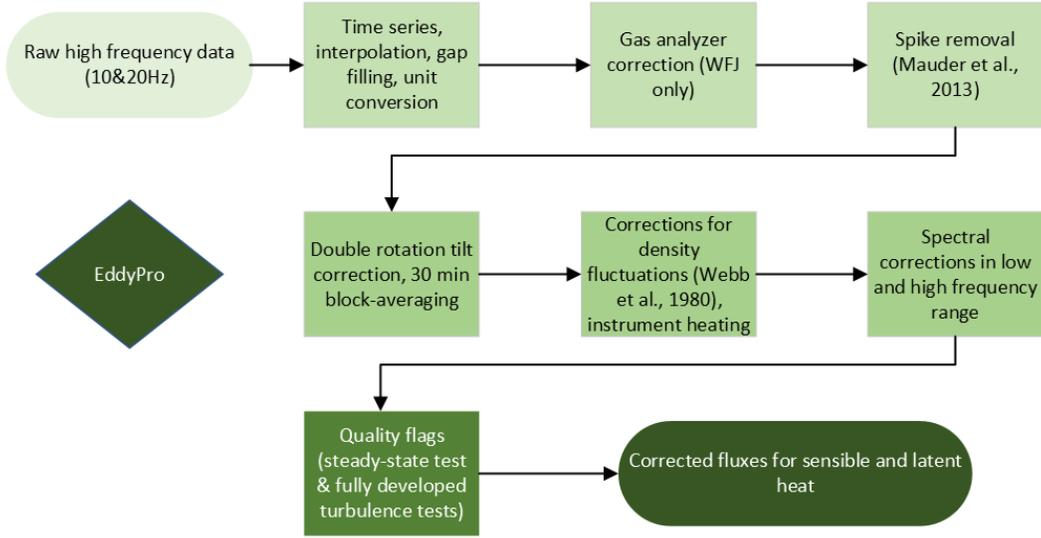 Raw high frequency data
(10&20Hz)
Time series,
interpolation, gap
filling, unit
conversion
Gas analyzer
correction (WFJ
only)
Spike removal
(Mauder et al.,
2013)
EddyPro
Double rotation tilt
correction, 30 min
block-averaging
Corrections for
density
fluctuations (Webb
et al., 1980),
instrument heating
Spectral
corrections in low
and high frequency
range
Quality flags
(steady-state test
& fully developed
turbulence tests)
Corrected fluxes for sensible and latent
heat